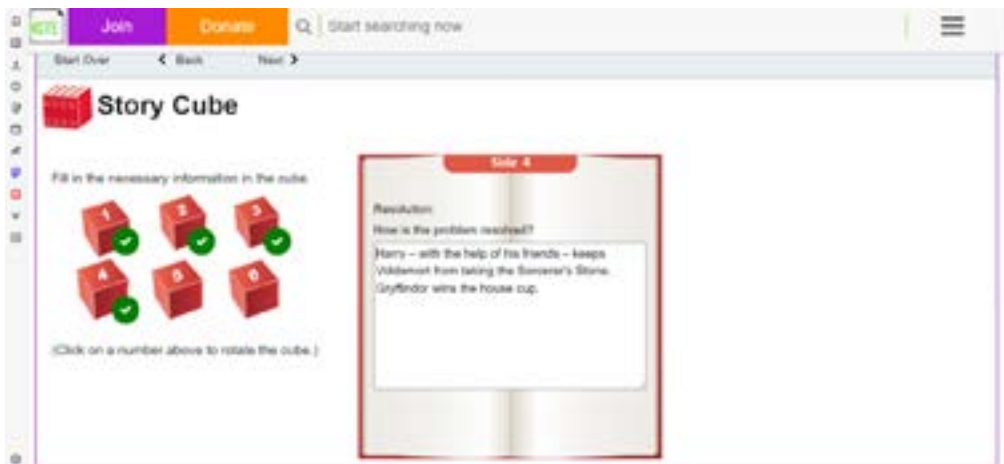 NOTE
Join
Donate
Start searching now
Start Over
Back
Next
Story Cube
Fill in the necessary information in the cube.
1
2
3
4
5
6
(Click on a number above to rotate the cube.)
Side 4
Resolution:
How is the problem resolved?
Harry – with the help of his friends – keeps
Voldemort from taking the Sorcerer's Stone.
Gryffindor wins the house cup.